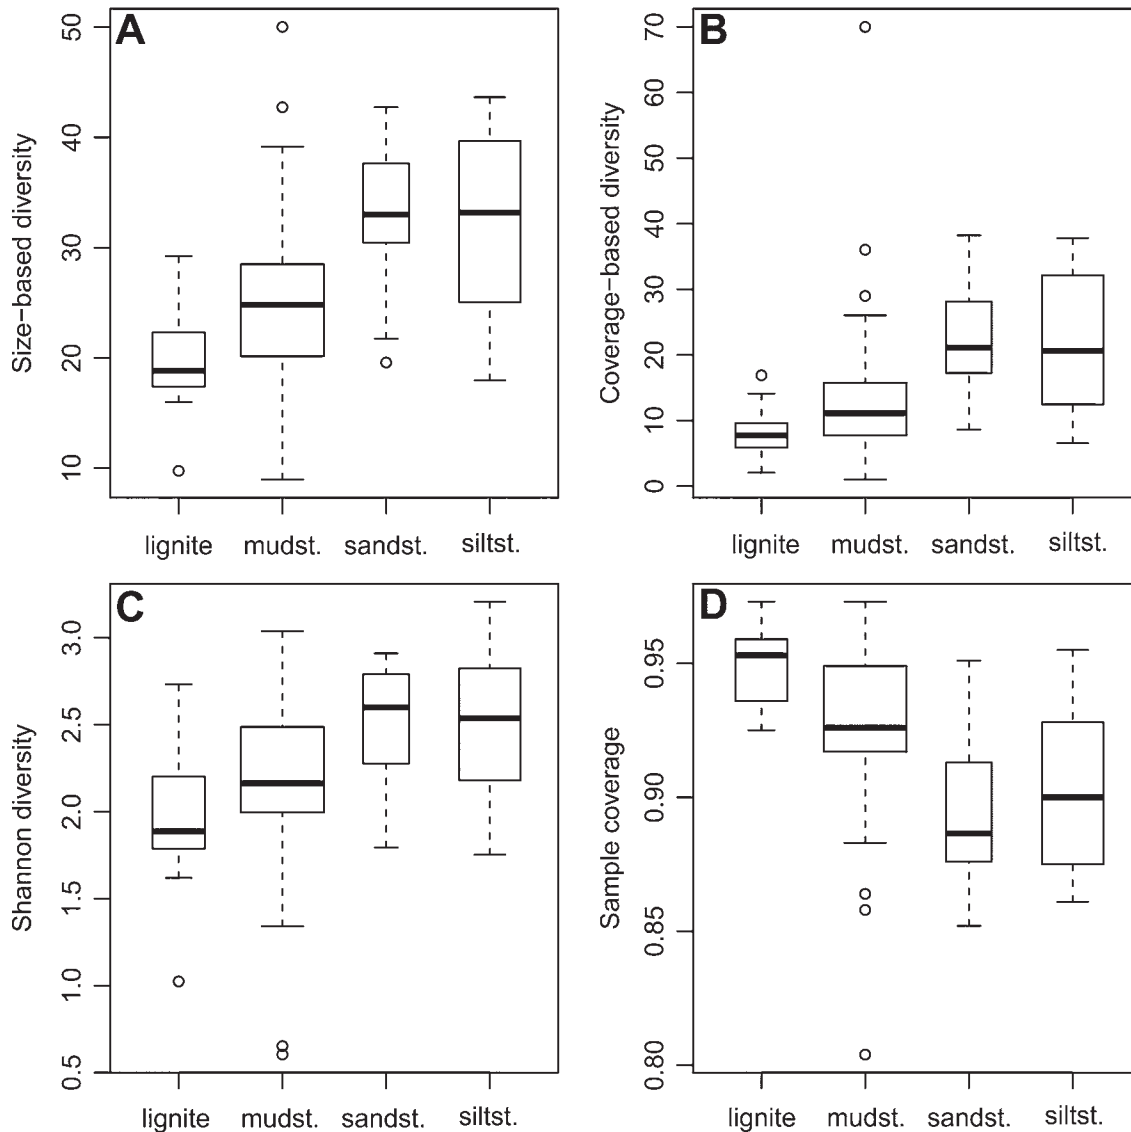 A
Size-based diversity
50
40
30
20
10
lignite mudst. sandst. siltst.
B
Coverage-based diversity
70
60
50
40
30
20
10
0
lignite mudst. sandst. siltst.
C
Shannon diversity
3.0
2.5
2.0
1.5
1.0
0.5
lignite mudst. sandst. siltst.
D
Sample coverage
0.95
0.90
0.85
0.80
lignite mudst. sandst. siltst.